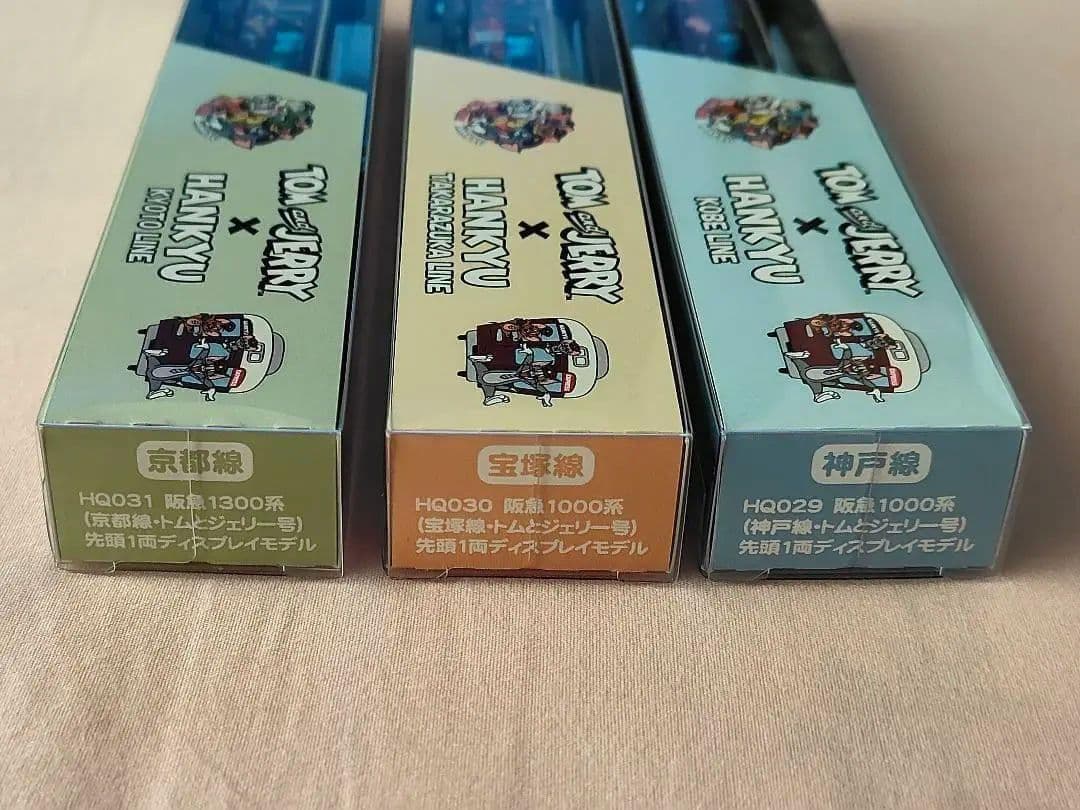 TOM and JERRY
×
HANKYU
KYOTO LINE
京都線
HQ031 阪急1300系
(京都線・トムとジェリー号)
先頭1両ディスプレイモデル
TOM and JERRY
×
HANKYU
TAKARAZUKA LINE
宝塚線
HQ030 阪急1000系
(宝塚線・トムとジェリー号)
先頭1両ディスプレイモデル
TOM and JERRY
×
HANKYU
KOBE LINE
神戸線
HQ029 阪急1000系
(神戸線・トムとジェリー号)
先頭1両ディスプレイモデル